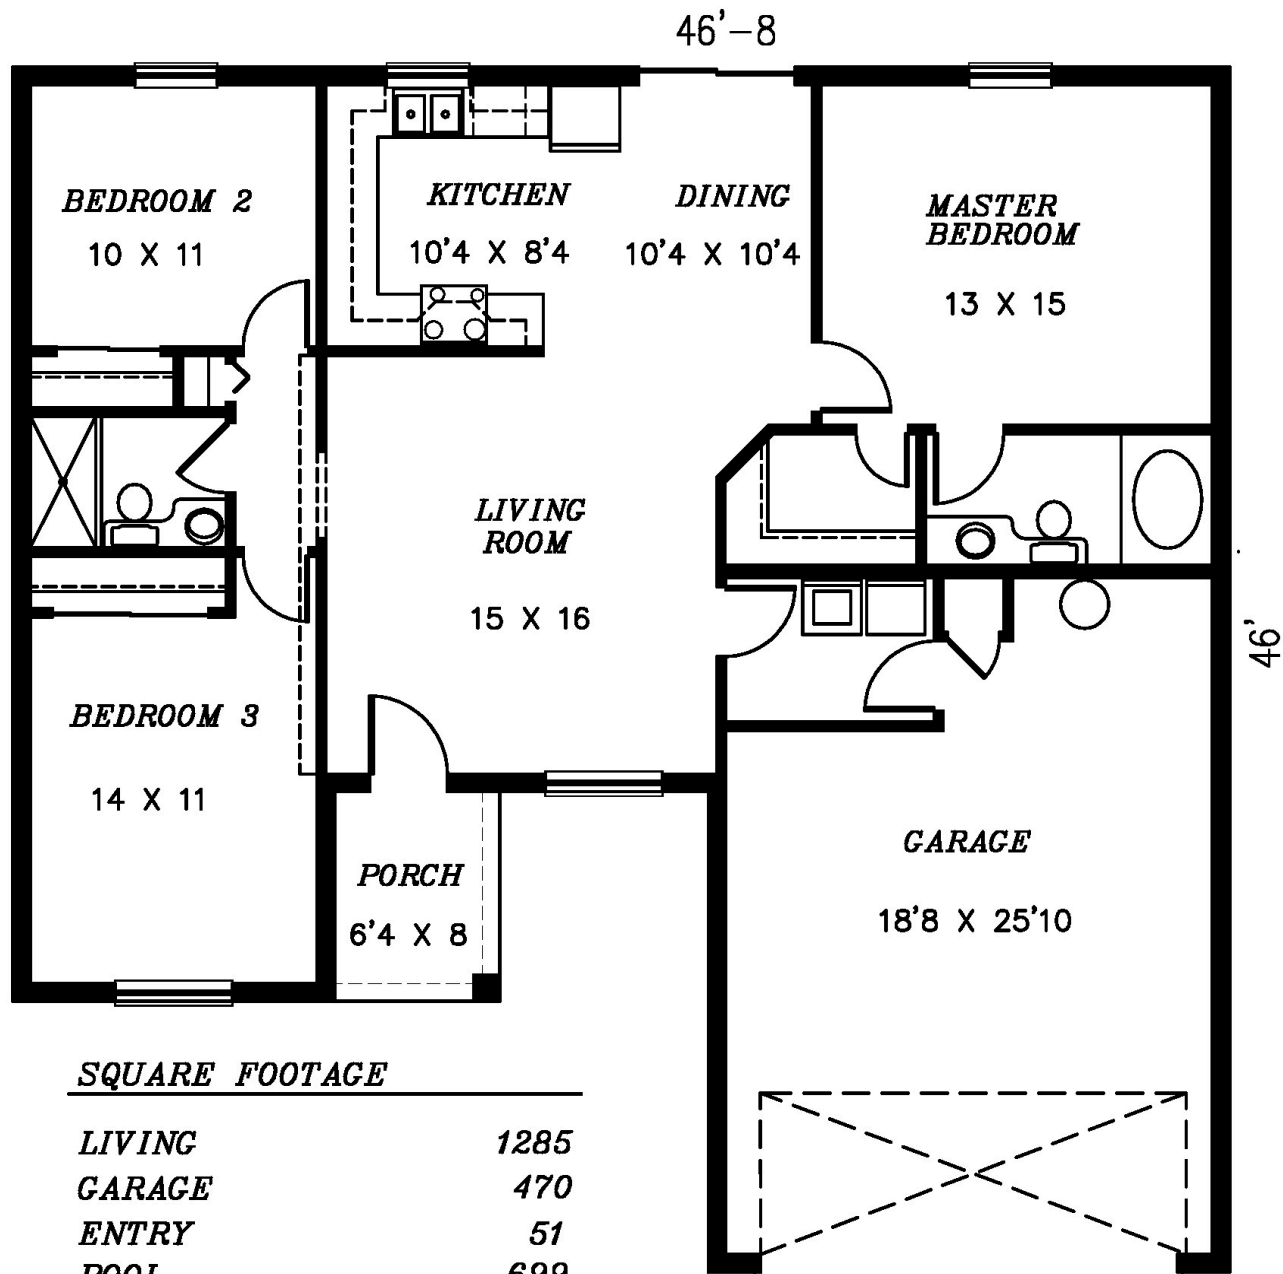 46'-8
BEDROOM 2
10 X 11
KITCHEN
10'4 X 8'4
DINING
10'4 X 10'4
MASTER
BEDROOM
13 X 15
LIVING
ROOM
15 X 16
46'
BEDROOM 3
14 X 11
PORCH
6'4 X 8
GARAGE
18'8 X 25'10
SQUARE FOOTAGE
LIVING 1285
GARAGE 470
ENTRY 51